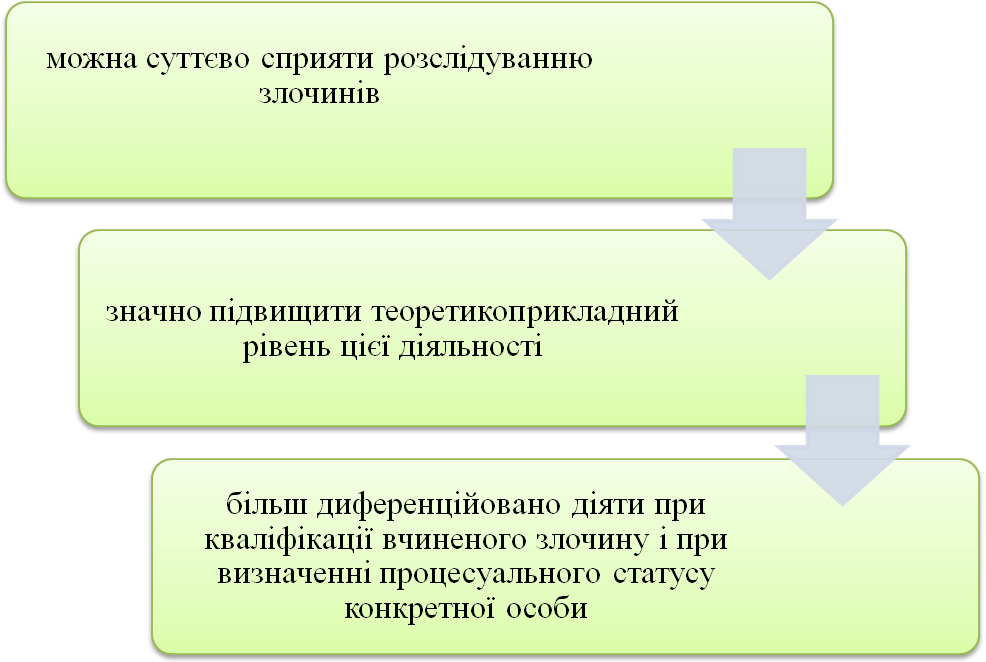 можна суттєво сприяти розслідуванню
злочинів
значно підвищити теоретикоприкладний
рівень цієї діяльності
більш диференційовано діяти при
кваліфікації вчиненого злочину і при
визначенні процесуального статусу
конкретної особи